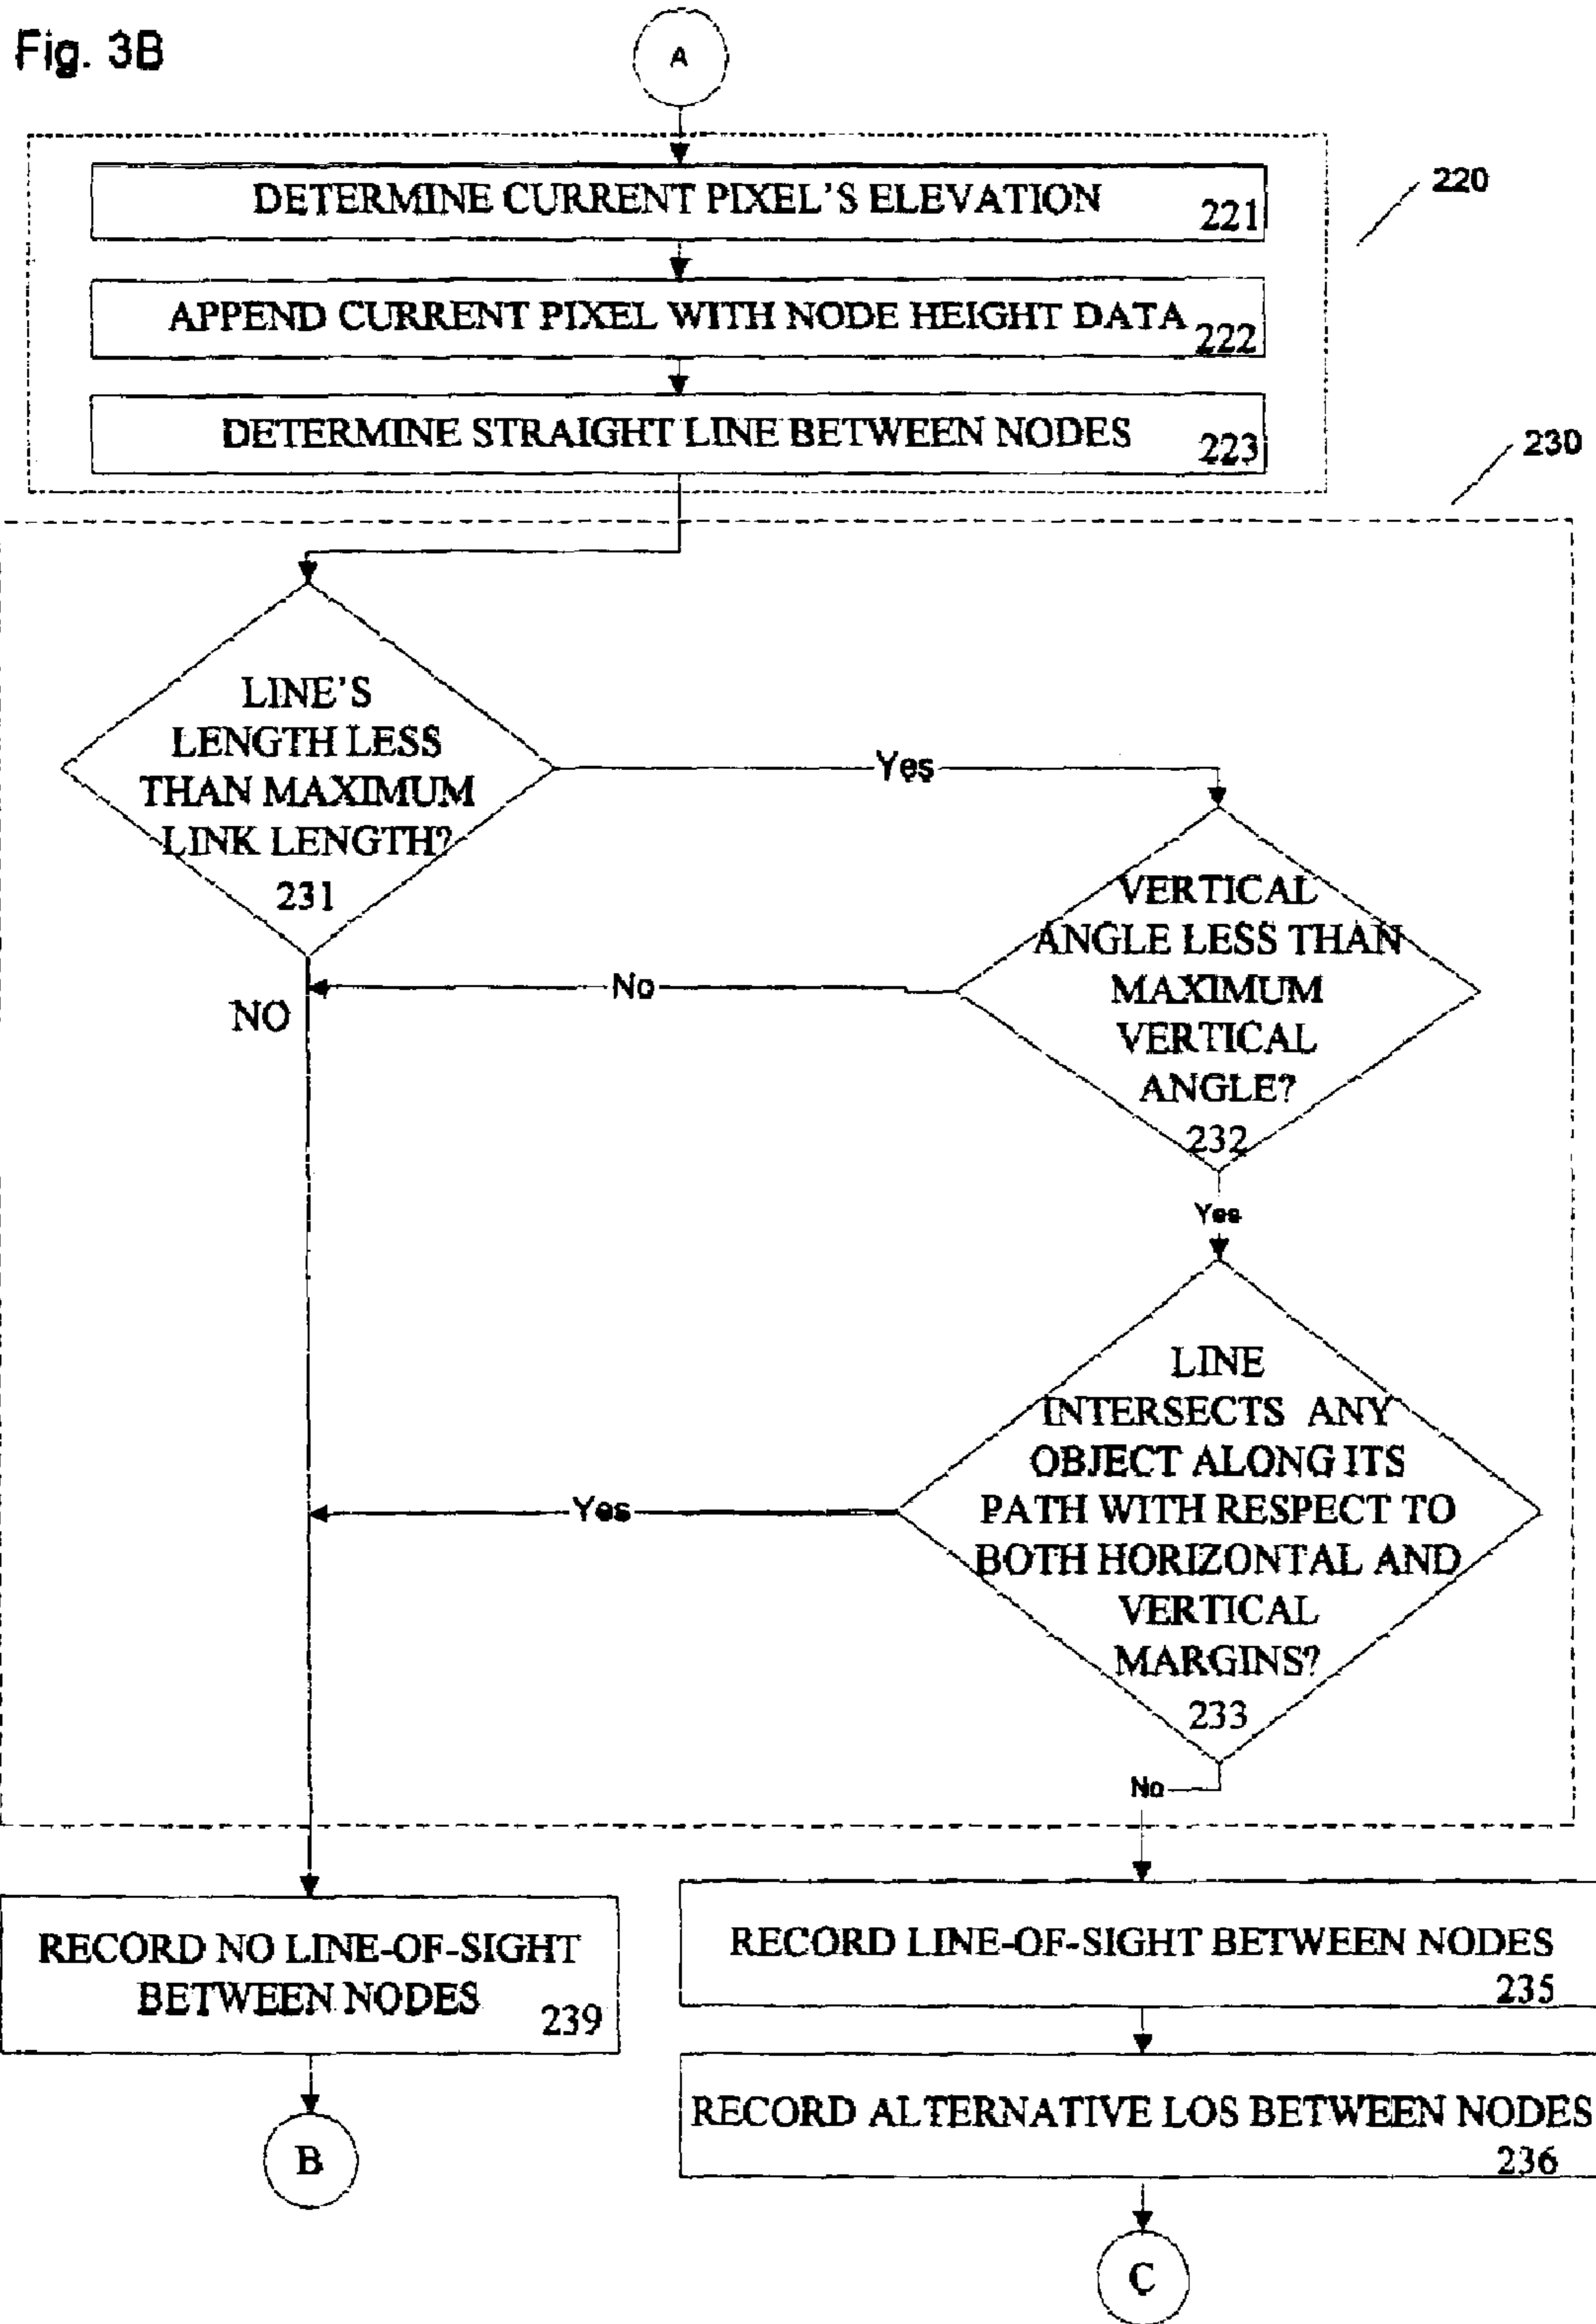 Fig. 3B
A
DETERMINE CURRENT PIXEL'S ELEVATION
221
220
APPEND CURRENT PIXEL WITH NODE HEIGHT DATA
222
DETERMINE STRAIGHT LINE BETWEEN NODES
223
230
LINE'S
LENGTH LESS
THAN MAXIMUM
LINK LENGTH?
231
Yes
NO
VERTICAL
ANGLE LESS THAN
MAXIMUM
VERTICAL
ANGLE?
232
No
Yes
LINE
INTERSECTS ANY
OBJECT ALONG ITS
PATH WITH RESPECT TO
BOTH HORIZONTAL AND
VERTICAL
MARGINS?
233
Yes
No
RECORD NO LINE-OF-SIGHT
BETWEEN NODES
239
B
RECORD LINE-OF-SIGHT BETWEEN NODES
235
RECORD ALTERNATIVE LOS BETWEEN NODES
236
C